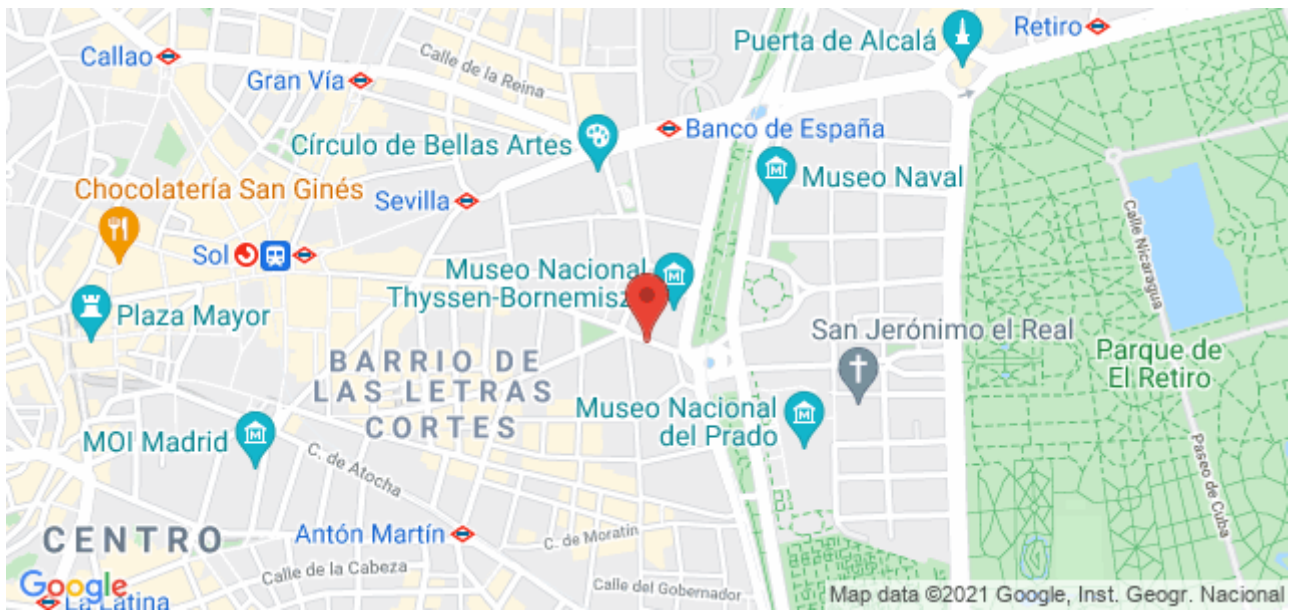 Callao
Calle de la Reina
Puerta de Alcalá
Retiro
Gran Vía
Círculo de Bellas Artes
Banco de España
Chocolatería San Ginés
Sevilla
Museo Naval
Sol
Museo Nacional
Thyssen-Bornemisz
Calle Nicaragua
Plaza Mayor
San Jerónimo el Real
BARRIO DE
LAS LETRAS
CORTES
Parque de
El Retiro
Museo Nacional
del Prado
MOI Madrid
C. de Atocha
Paseo de Cuba
CENTRO
Antón Martín
C. de Moratin
Calle de la Cabeza
Calle del Gobernador
Google
La Latina
Map data ©2021 Google, Inst. Geogr. Nacional